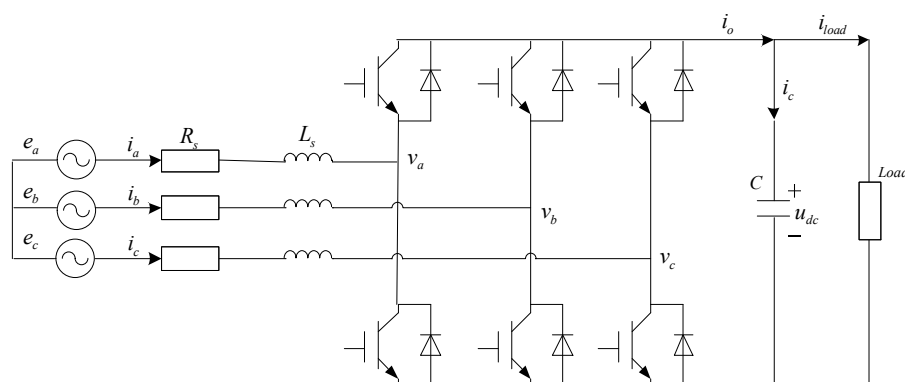 i_o
i_load
i_c
e_a
i_a
R_s
L_s
v_a
e_b
i_b
v_b
e_c
i_c
v_c
C
+
u_dc
−
Load